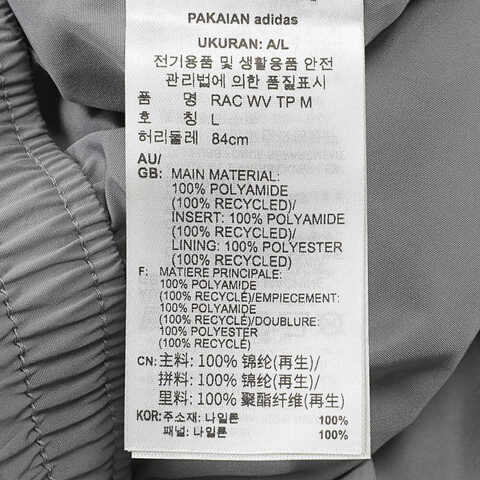 PAKAIAN adidas
UKURAN: A/L
전기용품 및 생활용품 안전
관리법에 의한 품질표시
품 명 RAC WV TP M
호 칭 L
허리둘레 84cm
AU/
GB: MAIN MATERIAL:
100% POLYAMIDE
(100% RECYCLED)/
INSERT: 100% POLYAMIDE
(100% RECYCLED)/
LINING: 100% POLYESTER
(100% RECYCLED)
F: MATIERE PRINCIPALE:
100% POLYAMIDE
(100% RECYCLÉ)/EMPIECEMENT:
100% POLYAMIDE
(100% RECYCLÉ)/DOUBLURE:
100% POLYESTER
(100% RECYCLÉ)
CN: 主料: 100% 锦纶(再生)/
拼料: 100% 锦纶(再生)/
里料: 100% 聚酯纤维(再生)
KOR: 주소재: 나일론 100%
패널: 나일론 100%